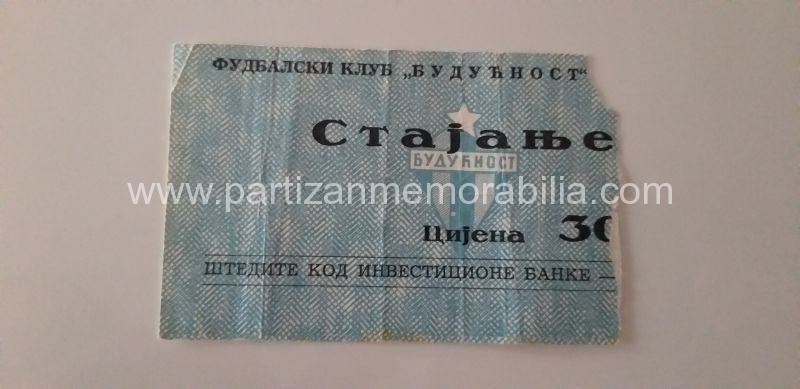 ФУДБАЛСКИ КЛУБ „БУДУЋНОСТ“
Стајање
БУДУЋНОСТ
www.partizanmemorabilia.com
Цијена 30
ШТЕДИТЕ КОД ИНВЕСТИЦИОНЕ БАНКЕ —